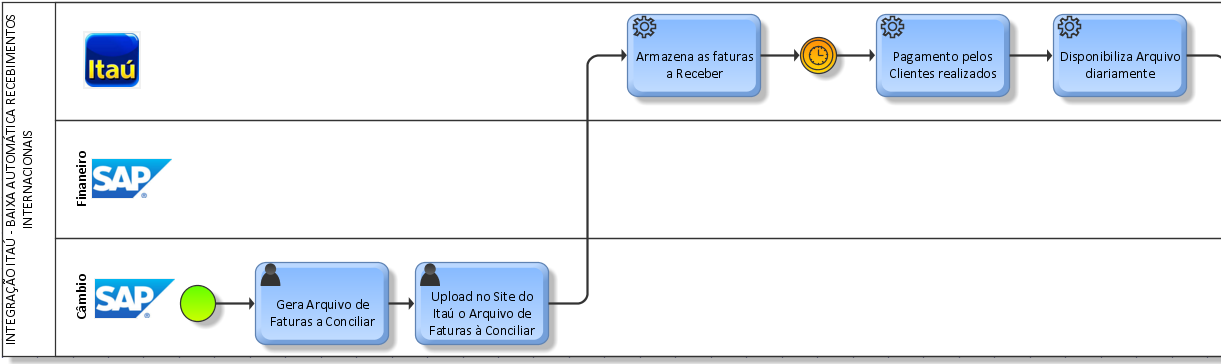 INTEGRAÇÃO ITAÚ - BAIXA AUTOMÁTICA RECEBIMENTOS
INTERNACIONAIS
Itaú
Armazena as faturas
a Receber
Pagamento pelos
Clientes realizados
Disponibiliza Arquivo
diariamente
Finaneiro
SAP
®
Câmbio
SAP
®
Gera Arquivo de
Faturas a Conciliar
Upload no Site do
Itaú o Arquivo de
Faturas à Conciliar